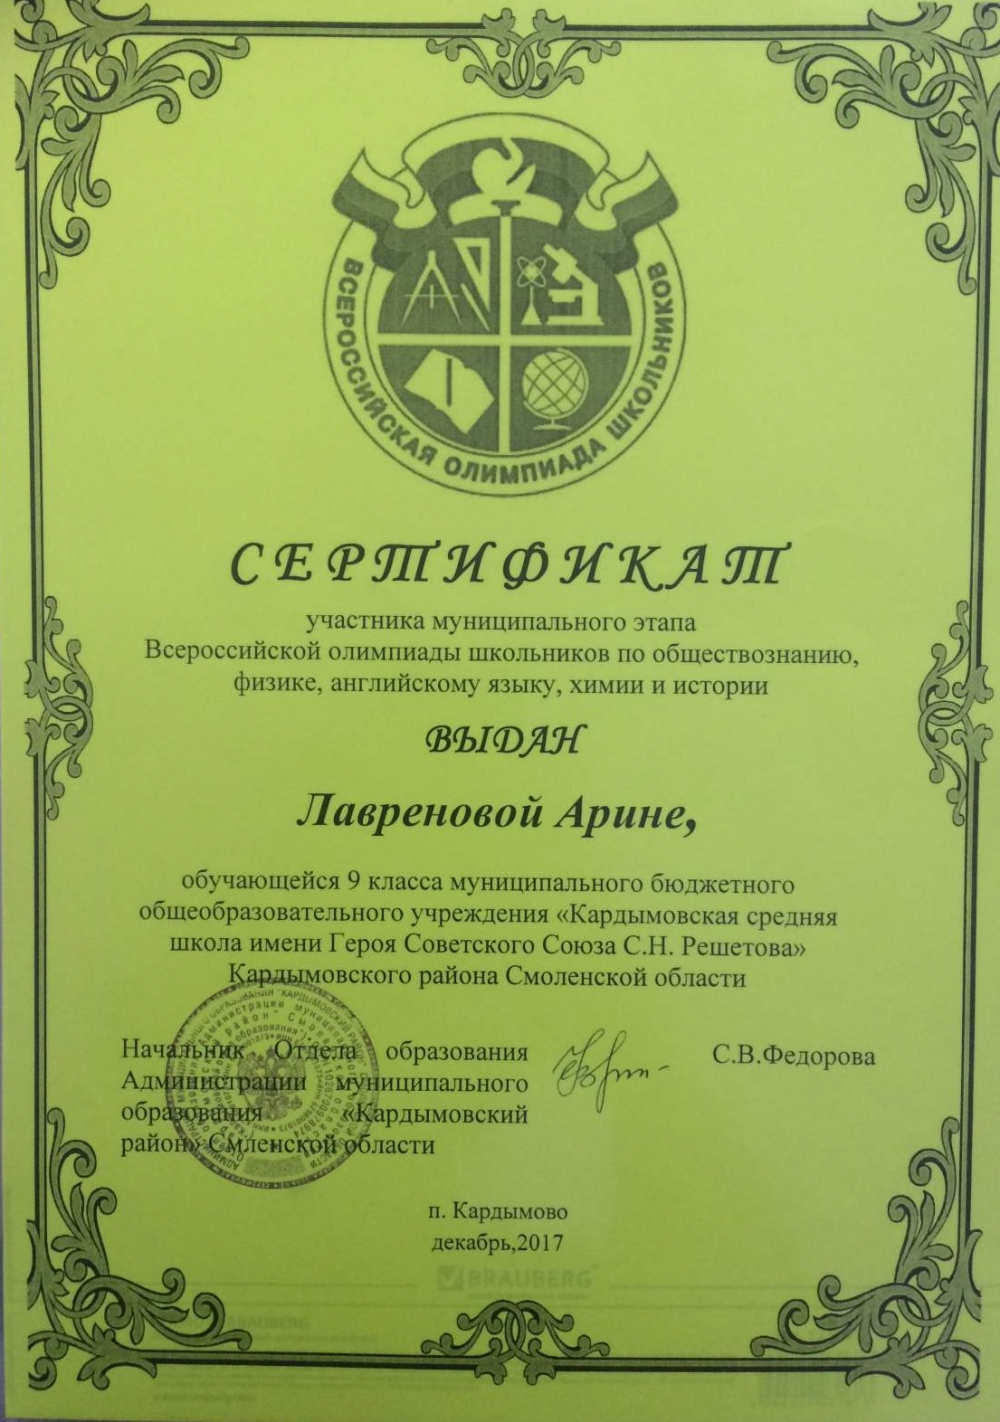 ВСЕРОССИЙСКАЯ ОЛИМПИАДА ШКОЛЬНИКОВ
СЕРТИФИКАТ
участника муниципального этапа
Всероссийской олимпиады школьников по обществознанию,
физике, английскому языку, химии и истории
ВЫДАН
Лавреновой Арине,
обучающейся 9 класса муниципального бюджетного
общеобразовательного учреждения «Кардымовская средняя
школа имени Героя Советского Союза С.Н. Решетова»
Кардымовского района Смоленской области
Начальник Отдела образования
Администрации муниципального
образования «Кардымовский
район» Смленской области
С.В.Федорова
п. Кардымово
декабрь,2017
BRAUBERG